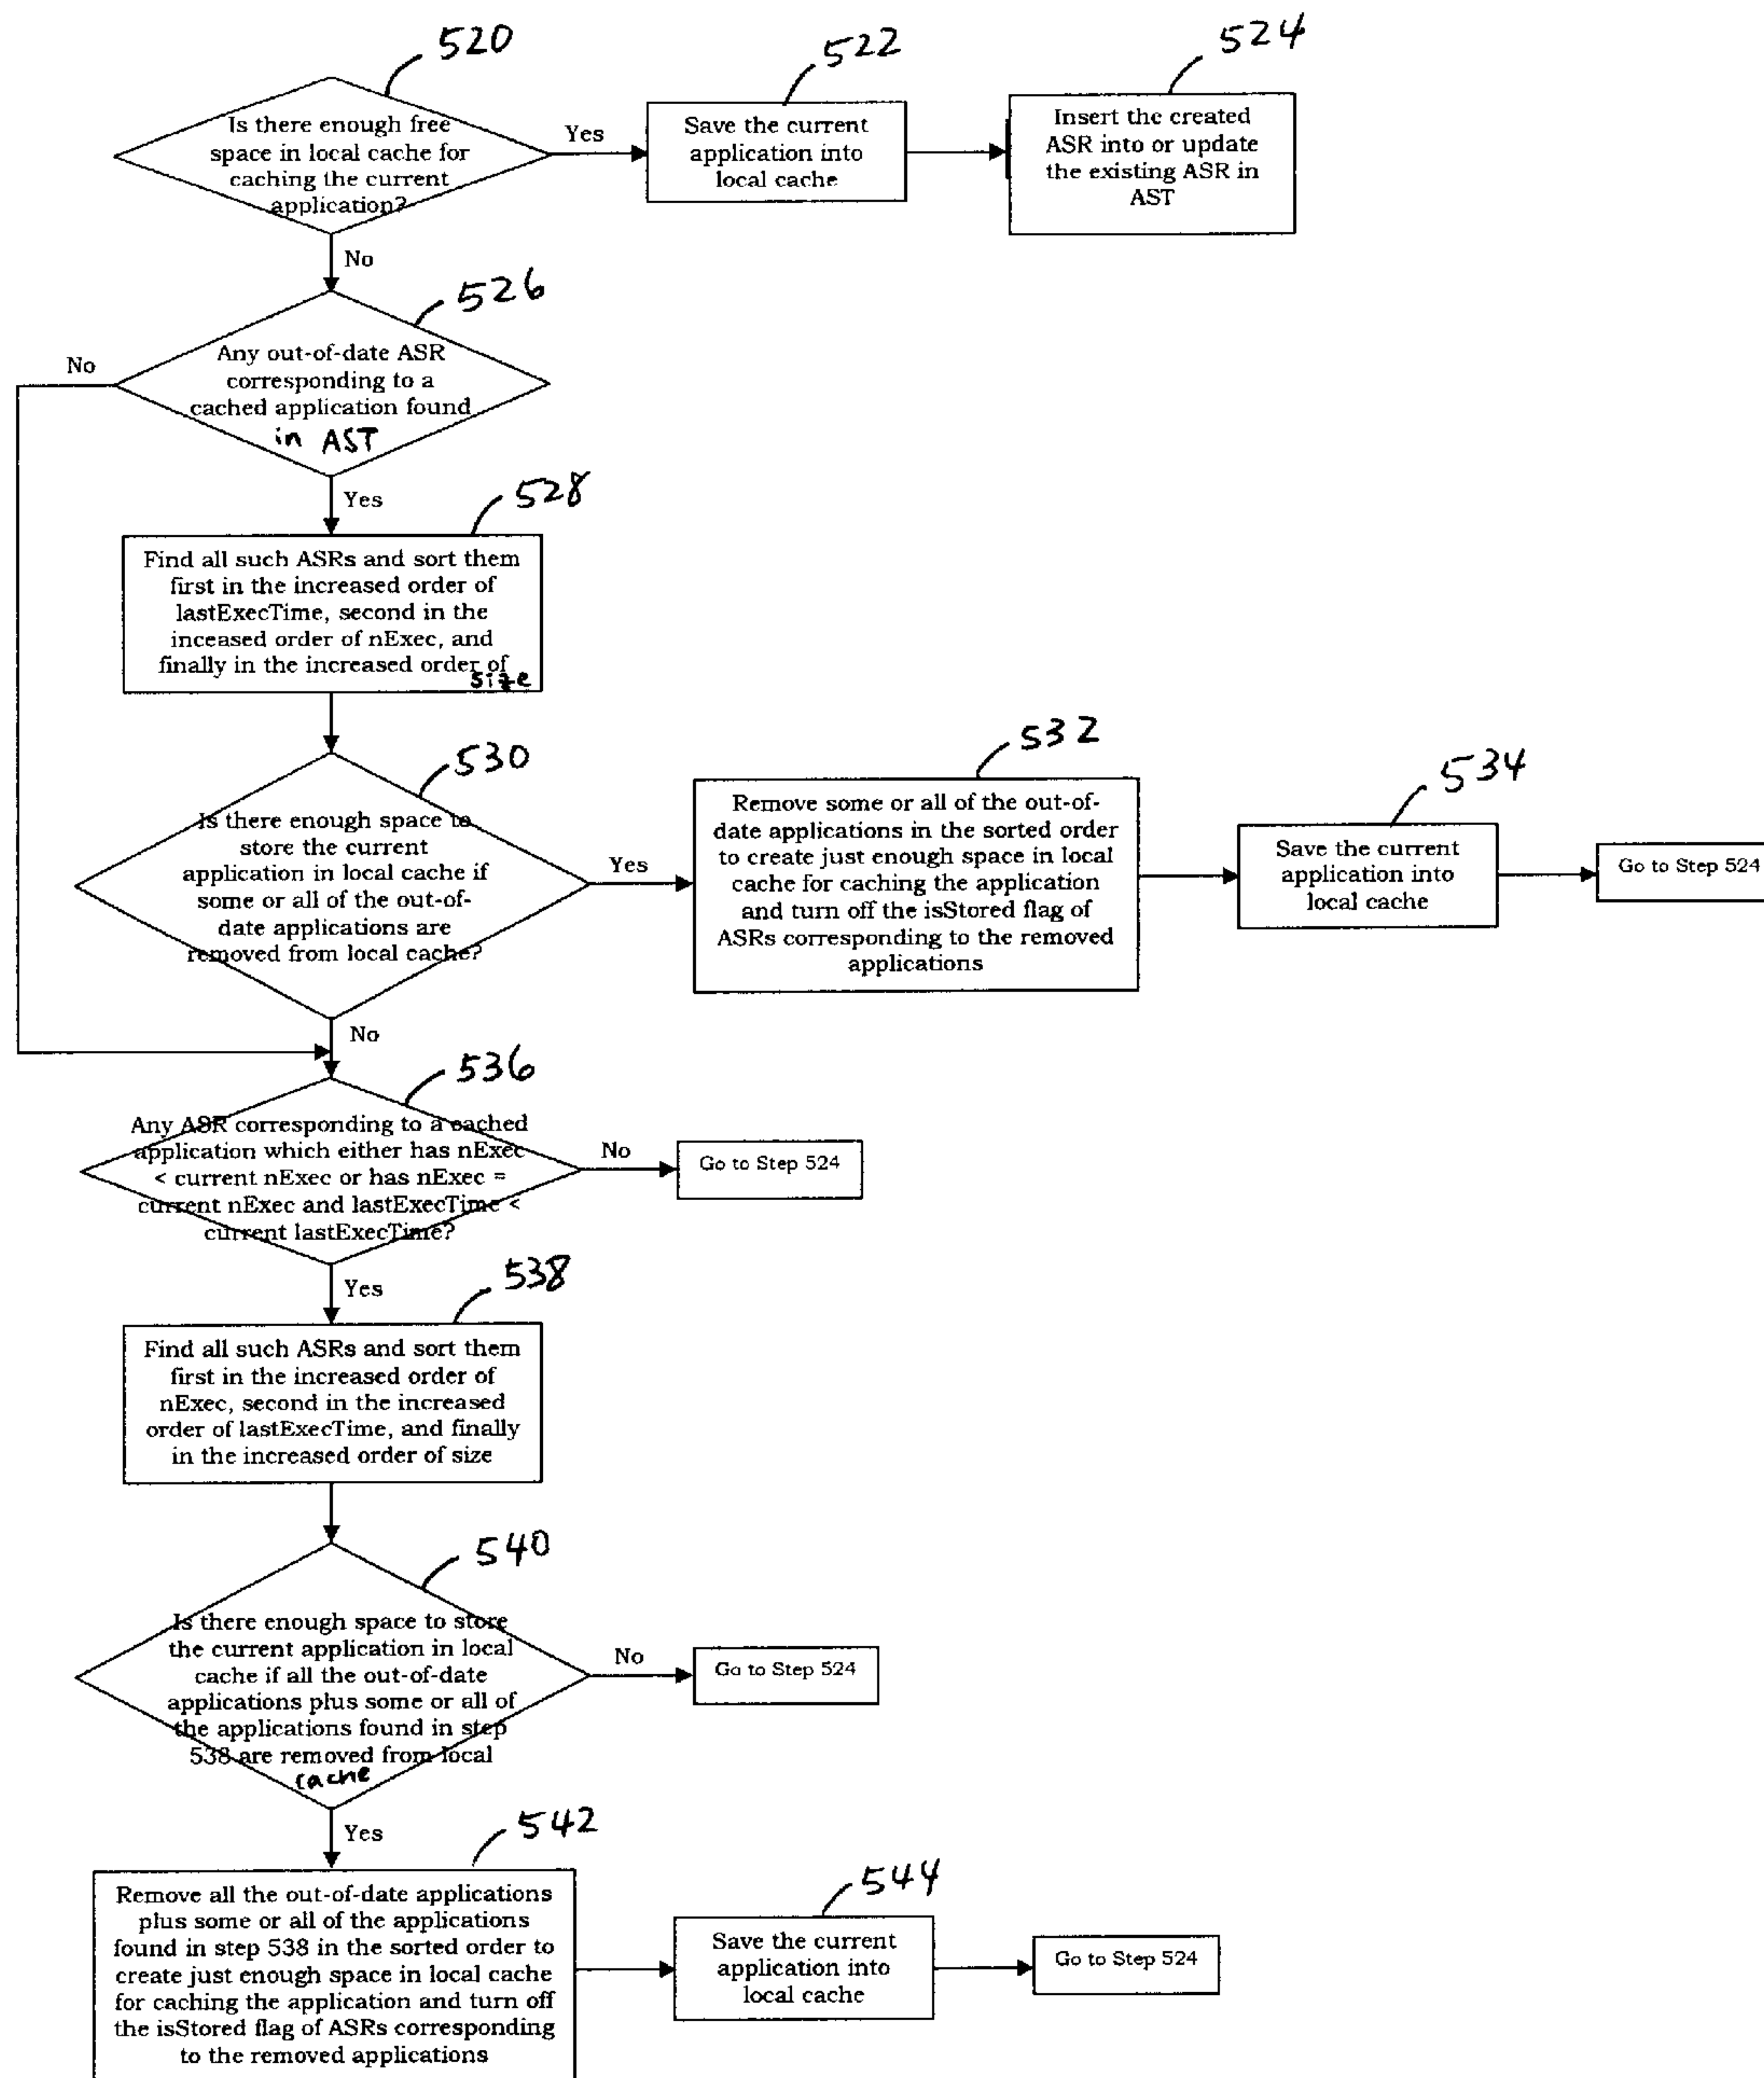 520
Is there enough free
space in local cache for
caching the current
application?
Yes
522
Save the current
application into
local cache
524
Insert the created
ASR into or update
the existing ASR in
AST
No
526
Any out-of-date ASR
corresponding to a
cached application found
in AST
No
Yes
528
Find all such ASRs and sort them
first in the increased order of
lastExecTime, second in the
inceased order of nExec, and
finally in the increased order of
size
530
Is there enough space to
store the current
application in local cache if
some or all of the out-of-
date applications are
removed from local cache?
Yes
532
Remove some or all of the out-of-
date applications in the sorted order
to create just enough space in local
cache for caching the application
and turn off the isStored flag of
ASRs corresponding to the removed
applications
534
Save the current
application into
local cache
Go to Step 524
No
536
Any ASR corresponding to a cached
application which either has nExec
< current nExec or has nExec =
current nExec and lastExecTime <
current lastExecTime?
No
Go to Step 524
Yes
538
Find all such ASRs and sort them
first in the increased order of
nExec, second in the increased
order of lastExecTime, and finally
in the increased order of size
540
Is there enough space to store
the current application in local
cache if all the out-of-date
applications plus some or all of
the applications found in step
538 are removed from local
cache
No
Go to Step 524
Yes
542
Remove all the out-of-date applications
plus some or all of the applications
found in step 538 in the sorted order to
create just enough space in local cache
for caching the application and turn off
the isStored flag of ASRs corresponding
to the removed applications
544
Save the current
application into
local cache
Go to Step 524